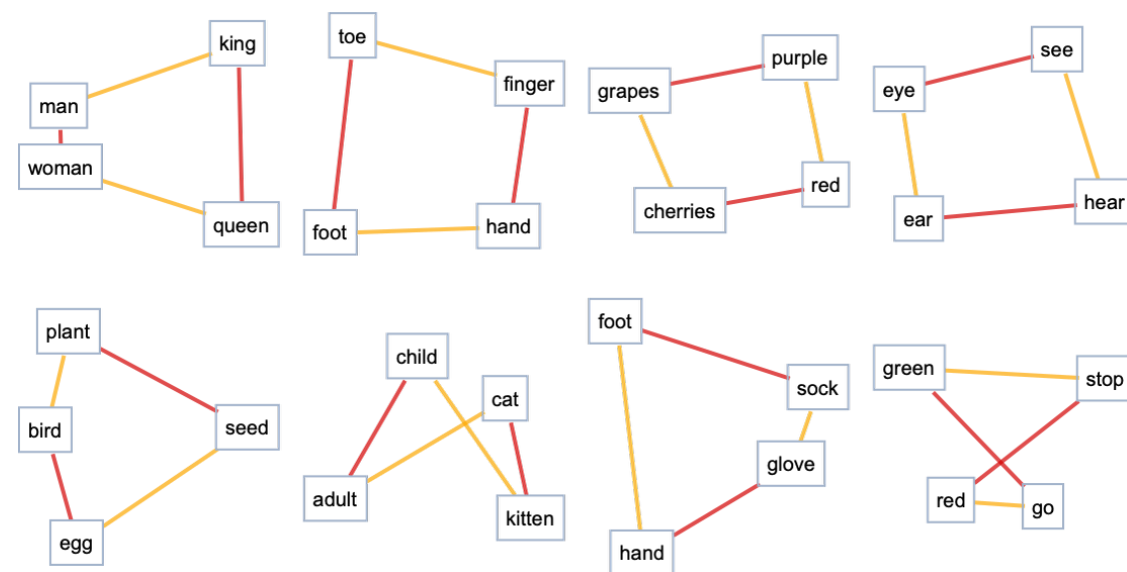 king
man
woman
queen
toe
finger
foot
hand
purple
grapes
red
cherries
see
eye
hear
ear
plant
bird
seed
egg
child
cat
adult
kitten
foot
sock
glove
hand
green
stop
red
go